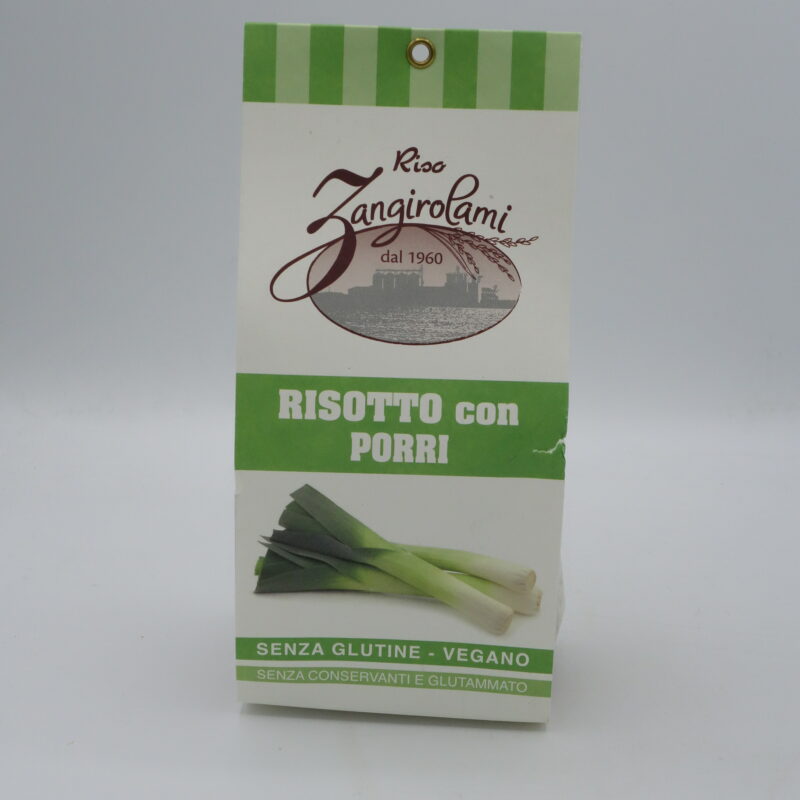 Riso
Zangirolami
dal 1960
RISOTTO con
PORRI
SENZA GLUTINE - VEGANO
SENZA CONSERVANTI E GLUTAMMATO